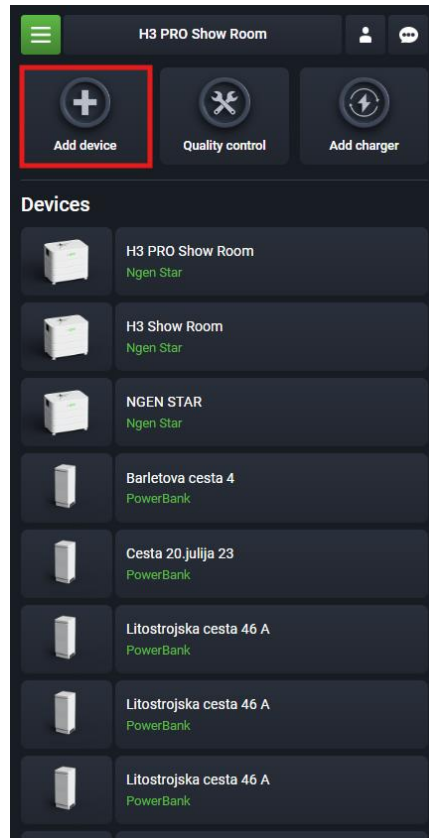 H3 PRO Show Room
Add device
Quality control
Add charger
Devices
H3 PRO Show Room
Ngen Star
H3 Show Room
Ngen Star
NGEN STAR
Ngen Star
Barletova cesta 4
PowerBank
Cesta 20.julija 23
PowerBank
Litostrojska cesta 46 A
PowerBank
Litostrojska cesta 46 A
PowerBank
Litostrojska cesta 46 A
PowerBank